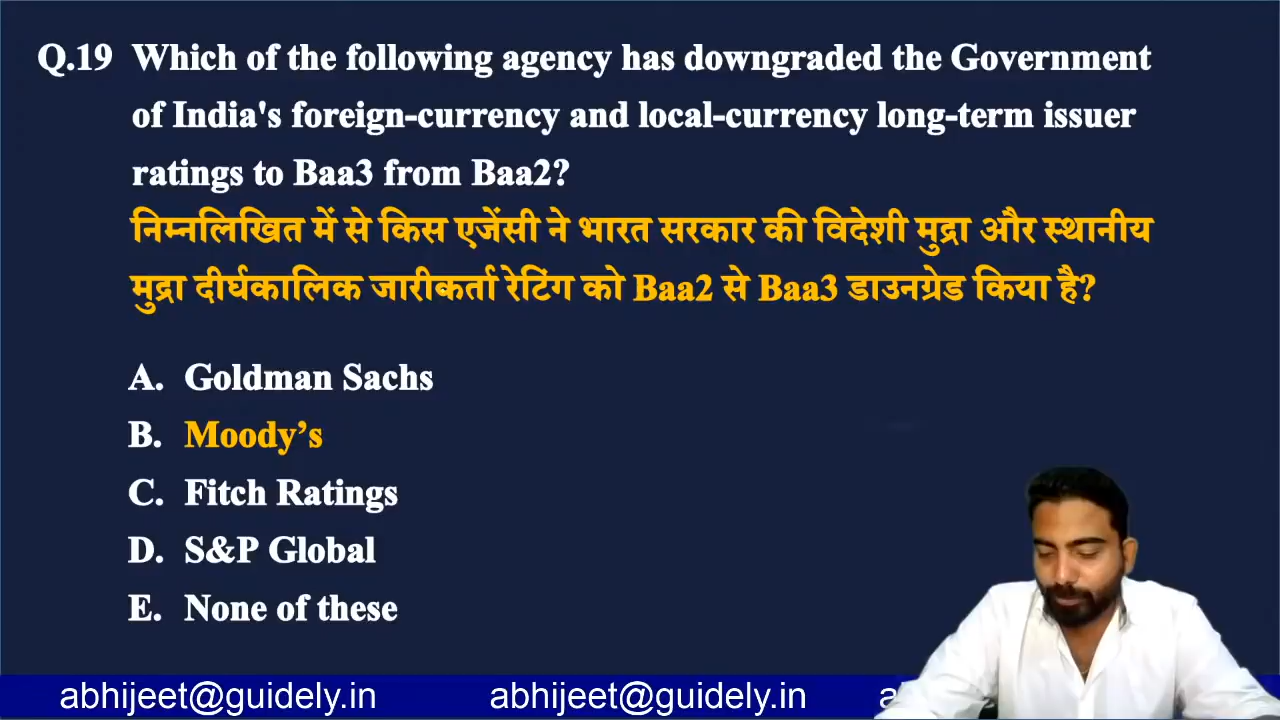 Q.19 Which of the following agency has downgraded the Government
of India's foreign-currency and local-currency long-term issuer
ratings to Baa3 from Baa2?
निम्नलिखित में से किस एजेंसी ने भारत सरकार की विदेशी मुद्रा और स्थानीय
मुद्रा दीर्घकालिक जारीकर्ता रेटिंग को Baa2 से Baa3 डाउनग्रेड किया है?
A. Goldman Sachs
B. Moody’s
C. Fitch Ratings
D. S&P Global
E. None of these
abhijeet@guidely.in abhijeet@guidely.in